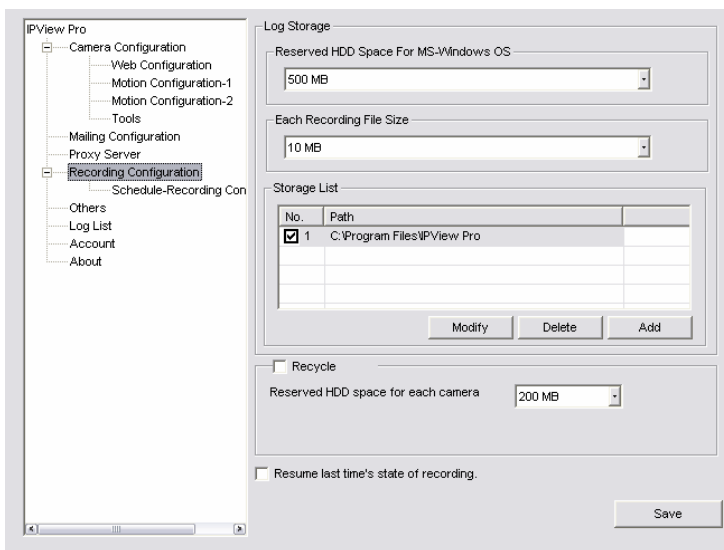 IPView Pro
Camera Configuration
Web Configuration
Motion Configuration-1
Motion Configuration-2
Tools
Mailing Configuration
Proxy Server
Recording Configuration
Schedule-Recording Con
Others
Log List
Account
About
Log Storage
Reserved HDD Space For MS-Windows OS
500 MB
Each Recording File Size
10 MB
Storage List
No. Path
1 C:\Program Files\IPView Pro
Modify Delete Add
Recycle
Reserved HDD space for each camera 200 MB
Resume last time's state of recording.
Save